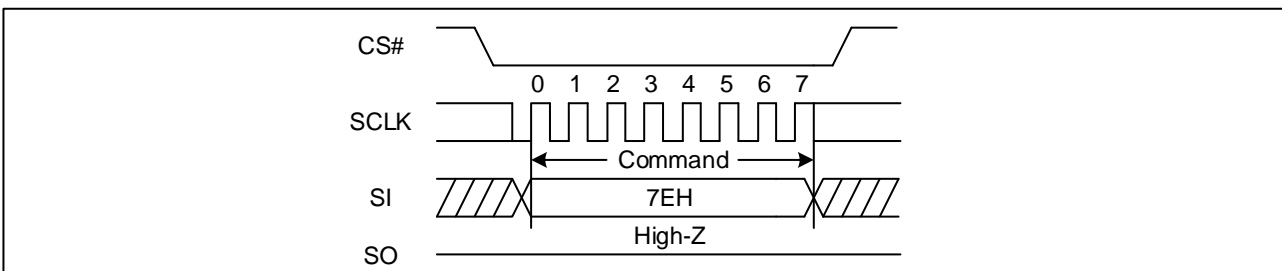 CS#
0 1 2 3 4 5 6 7
SCLK
Command
SI 7EH
High-Z
SO